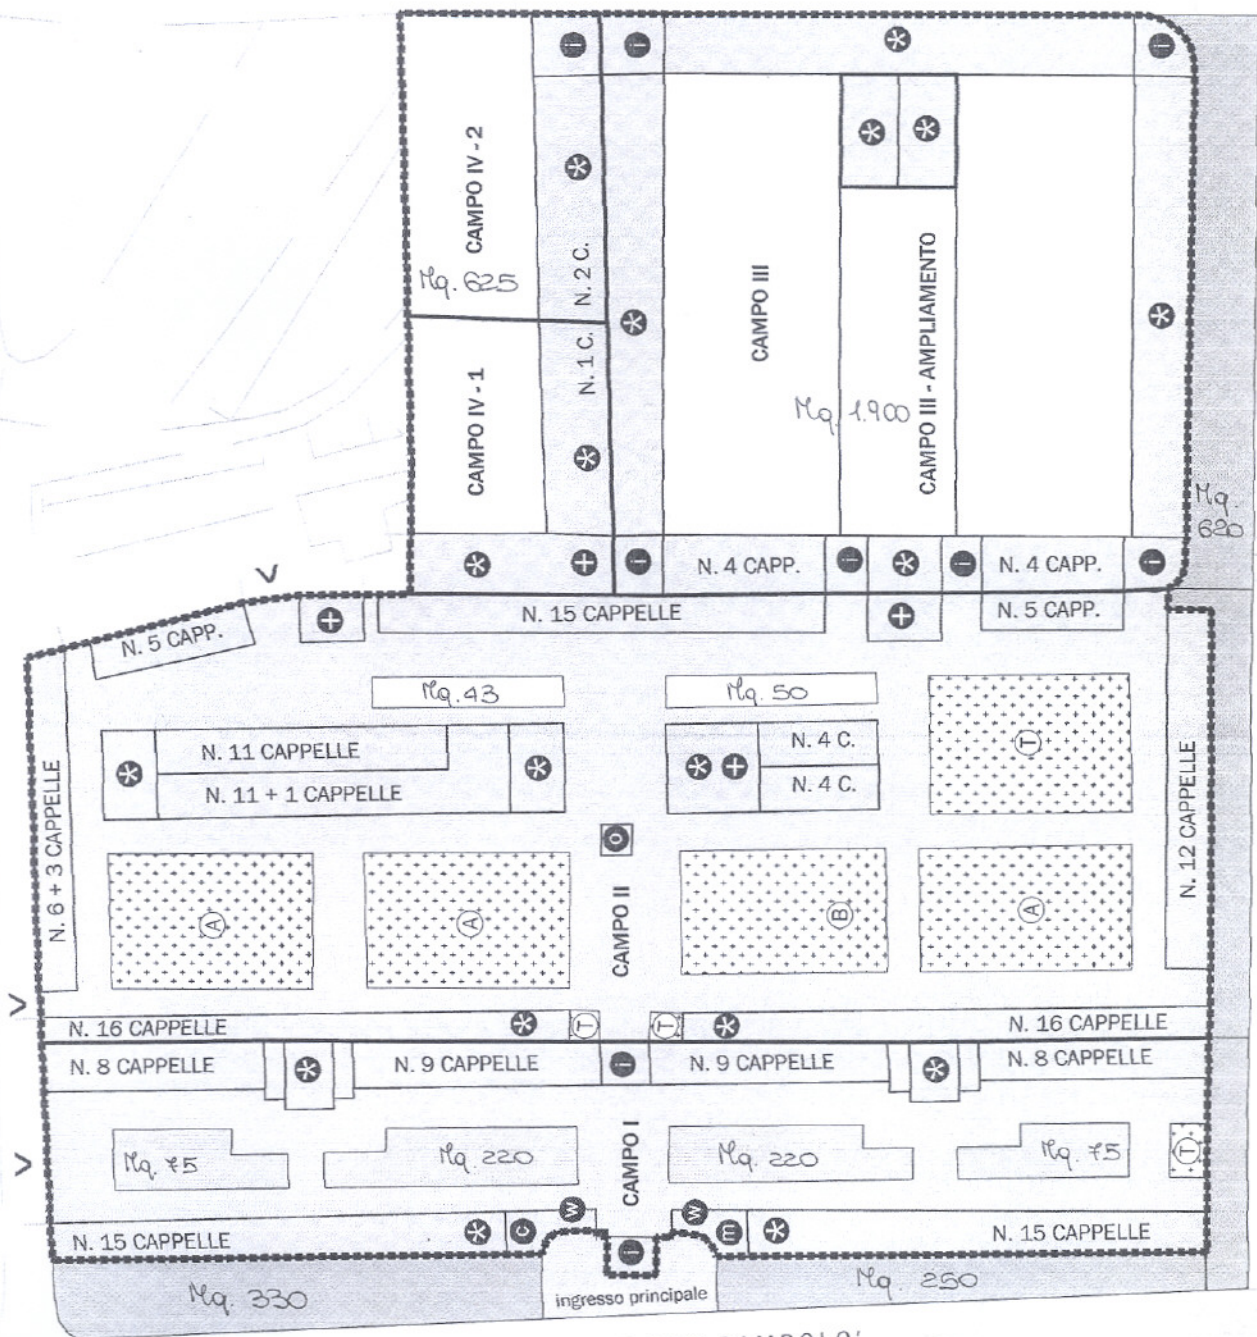 i
i
*
i
CAMPO IV - 2
Mq. 625
*
N. 2 C.
*
*
CAMPO III
CAMPO III - AMPLIAMENTO
Mq. 1.900
*
*
CAMPO IV - 1
N. 1 C.
*
Mq.
620
*
+
i
N. 4 CAPP.
i
*
i
N. 4 CAPP.
i
N. 5 CAPP.
+
N. 15 CAPPELLE
+
N. 5 CAPP.
Mq. 43
Mq. 50
T
N. 6 + 3 CAPPELLE
*
N. 11 CAPPELLE
N. 11 + 1 CAPPELLE
*
*
+
N. 4 C.
N. 4 C.
N. 12 CAPPELLE
o
CAMPO II
A
A
B
A
N. 16 CAPPELLE
*
T
T
*
N. 16 CAPPELLE
N. 8 CAPPELLE
*
N. 9 CAPPELLE
i
N. 9 CAPPELLE
*
N. 8 CAPPELLE
Mq. 75
Mq. 220
CAMPO I
Mq. 220
Mq. 75
T
N. 15 CAPPELLE
*
c
w
i
w
m
*
N. 15 CAPPELLE
Mq. 330
ingresso principale
Mq. 250